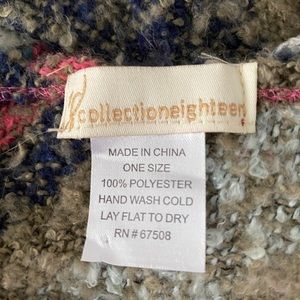 collectioneighteen
MADE IN CHINA
ONE SIZE
100% POLYESTER
HAND WASH COLD
LAY FLAT TO DRY
RN # 67508